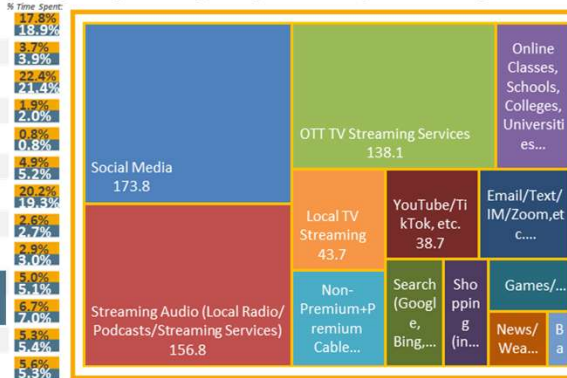 % Time Spent:
17.8%
18.9%
3.7%
3.9%
22.4%
21.4%
1.9%
2.0%
0.8%
0.8%
4.9%
5.2%
20.2%
19.3%
2.6%
2.7%
2.9%
3.0%
5.0%
5.1%
6.7%
7.0%
5.3%
5.4%
5.6%
5.3%
Social Media
173.8
Streaming Audio (Local Radio/
Podcasts/Streaming Services)
156.8
OTT TV Streaming Services
138.1
Online
Classes,
Schools,
Colleges,
Universiti
es...
Local TV
Streaming
43.7
YouTube/Ti
kTok, etc.
38.7
Email/Text/
IM/Zoom,et
c....
Non-
Premium+P
remium
Cable...
Search
(Googl
e,
Bing,...
Sho
ppin
g
(in...
Games/...
News/
Wea...
B
a